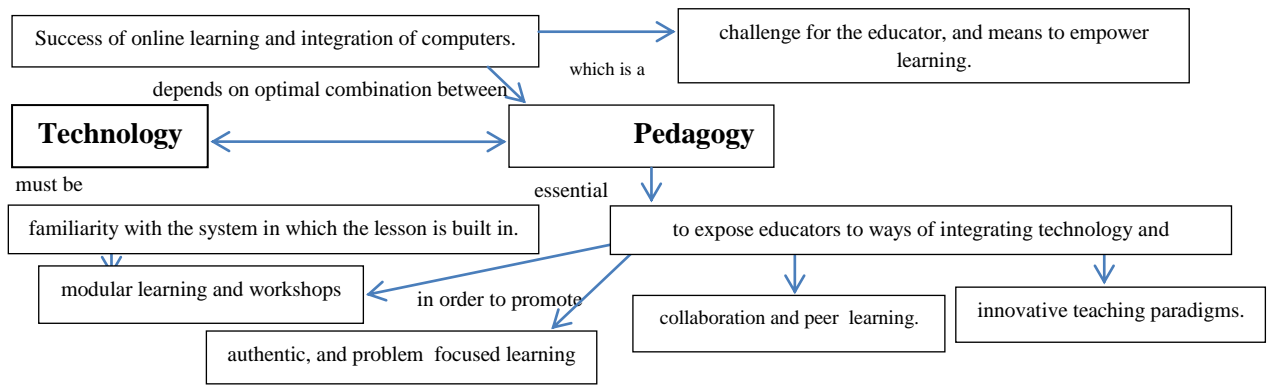 Success of online learning and integration of computers.
challenge for the educator, and means to empower
learning.
which is a
depends on optimal combination between
Technology
Pedagogy
must be
essential
familiarity with the system in which the lesson is built in.
to expose educators to ways of integrating technology and
modular learning and workshops
in order to promote
collaboration and peer learning.
innovative teaching paradigms.
authentic, and problem focused learning